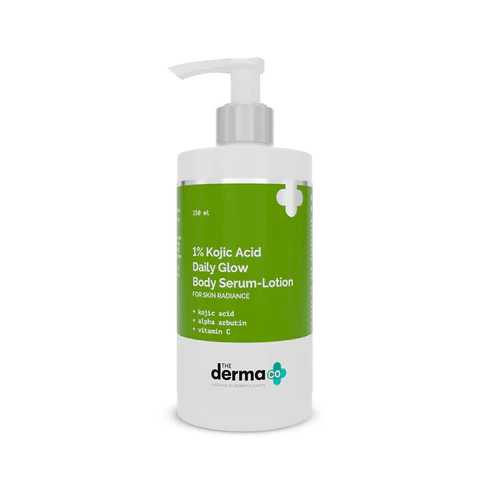 250 ml
1% Kojic Acid
Daily Glow
Body Serum-Lotion
FOR SKIN RADIANCE
+ kojic acid
+ alpha arbutin
+ vitamin C
THE
derma co